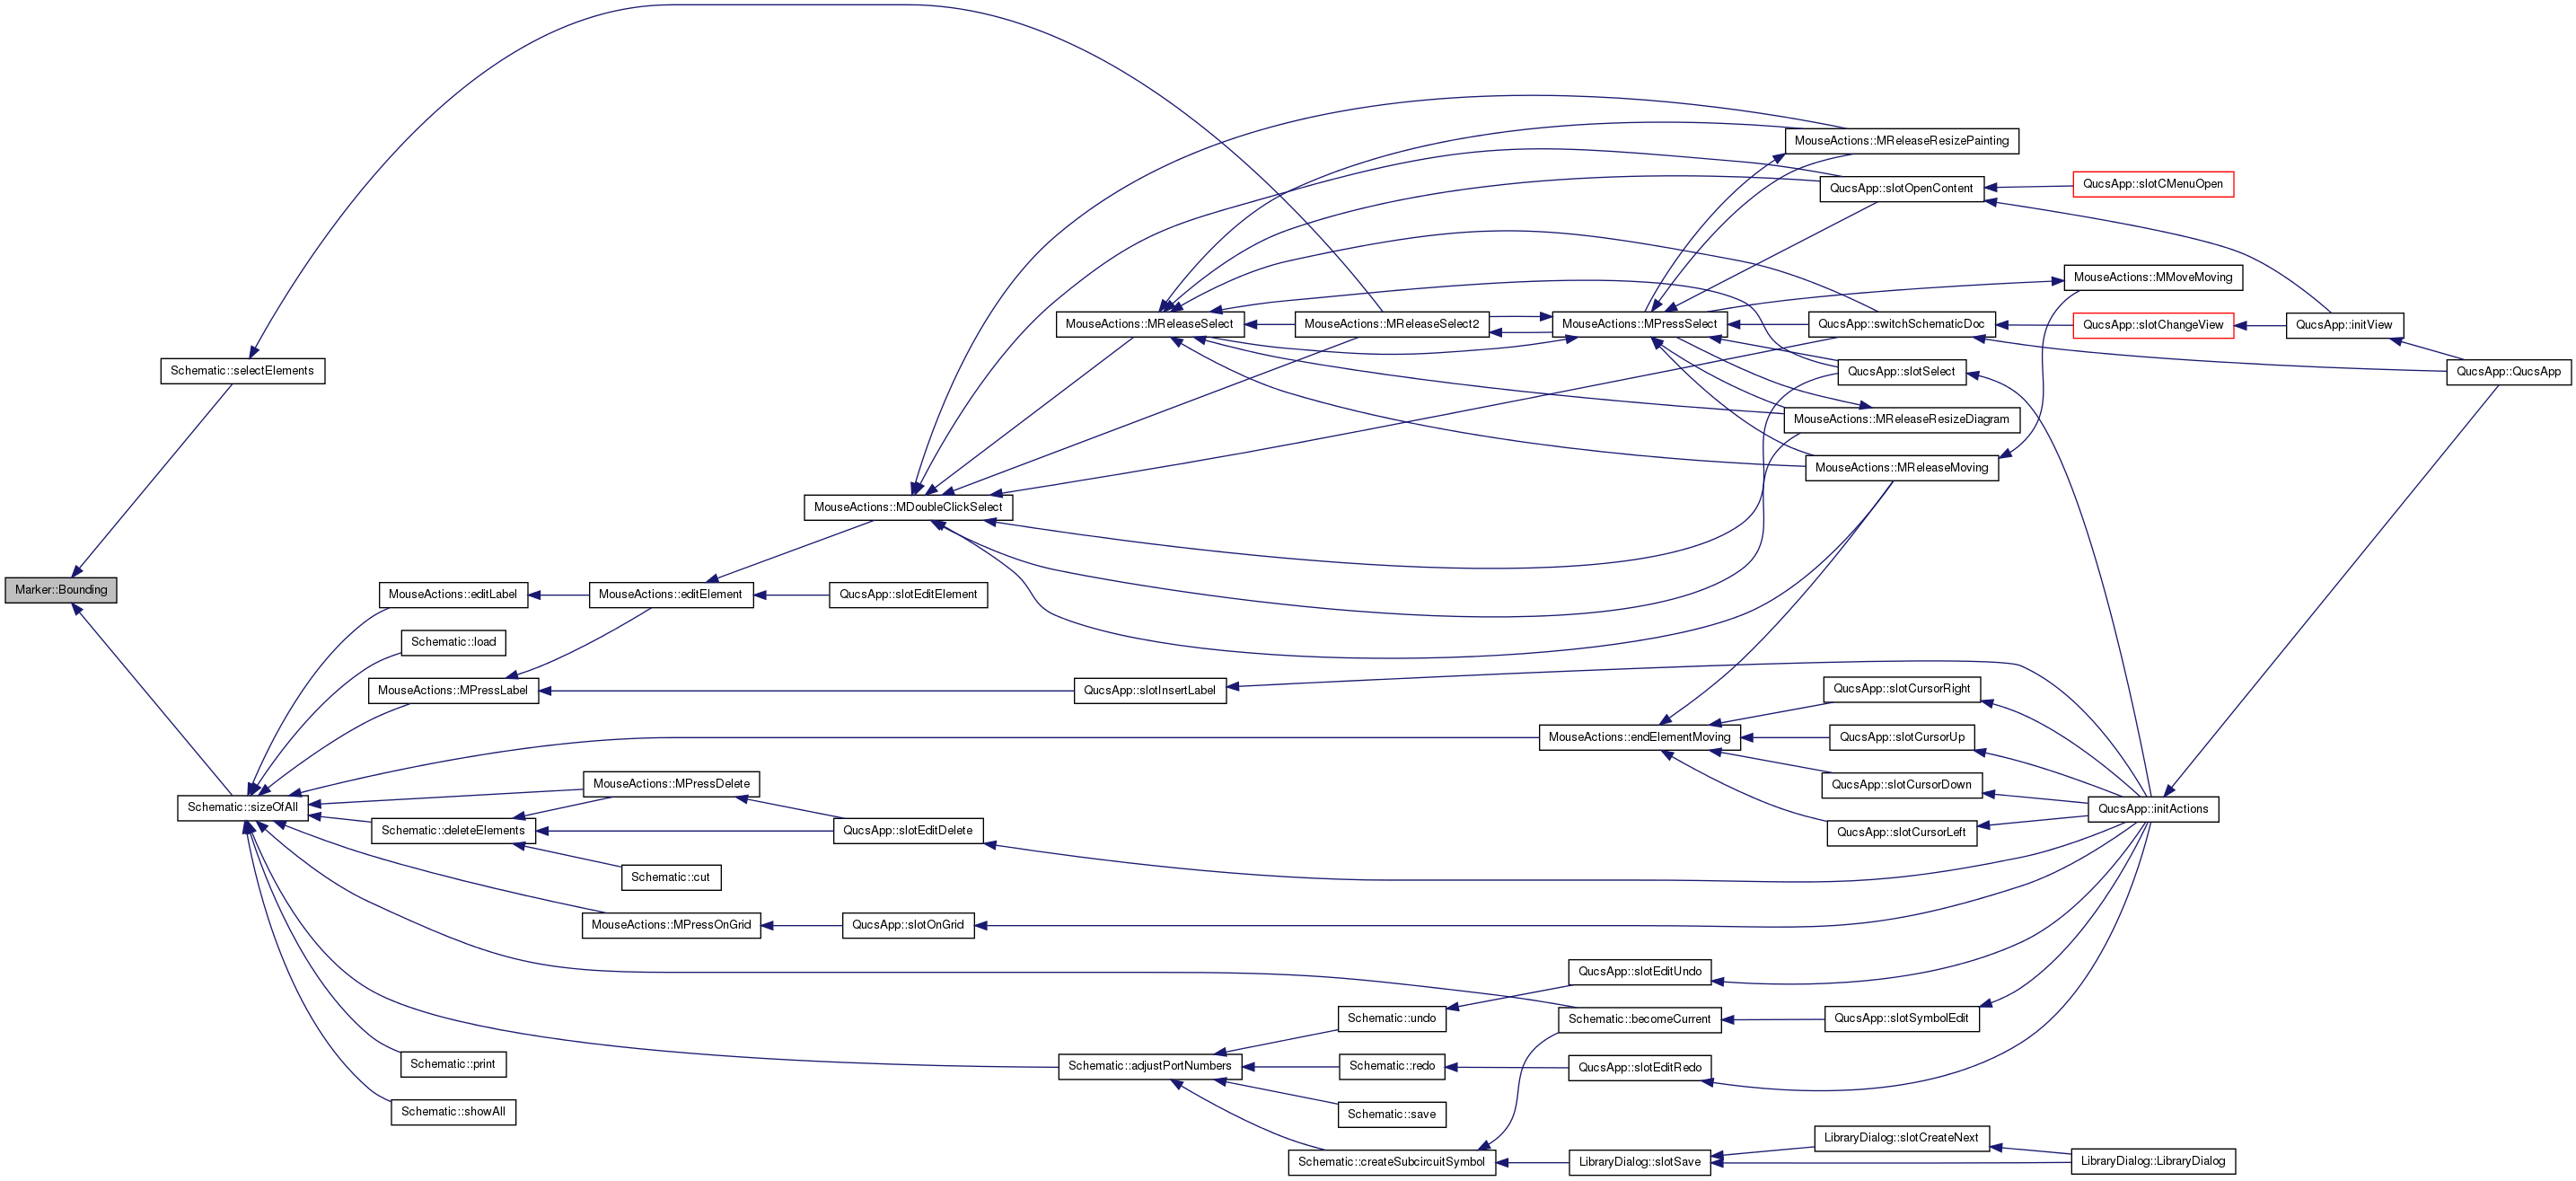 MouseActions::MReleaseResizePainting
QucsApp::slotOpenContent
QucsApp::slotCMenuOpen
MouseActions::MMoveMoving
MouseActions::MReleaseSelect
MouseActions::MReleaseSelect2
MouseActions::MPressSelect
QucsApp::switchSchematicDoc
QucsApp::slotChangeView
QucsApp::initView
Schematic::selectElements
QucsApp::slotSelect
QucsApp::QucsApp
MouseActions::MReleaseResizeDiagram
MouseActions::MReleaseMoving
MouseActions::MDoubleClickSelect
Marker::Bounding
MouseActions::editLabel
MouseActions::editElement
QucsApp::slotEditElement
Schematic::load
MouseActions::MPressLabel
QucsApp::slotInsertLabel
QucsApp::slotCursorRight
MouseActions::endElementMoving
QucsApp::slotCursorUp
MouseActions::MPressDelete
QucsApp::slotCursorDown
Schematic::sizeOfAll
QucsApp::initActions
Schematic::deleteElements
QucsApp::slotEditDelete
QucsApp::slotCursorLeft
Schematic::cut
MouseActions::MPressOnGrid
QucsApp::slotOnGrid
QucsApp::slotEditUndo
Schematic::undo
Schematic::becomeCurrent
QucsApp::slotSymbolEdit
Schematic::print
Schematic::adjustPortNumbers
Schematic::redo
QucsApp::slotEditRedo
Schematic::showAll
Schematic::save
LibraryDialog::slotCreateNext
Schematic::createSubcircuitSymbol
LibraryDialog::slotSave
LibraryDialog::LibraryDialog